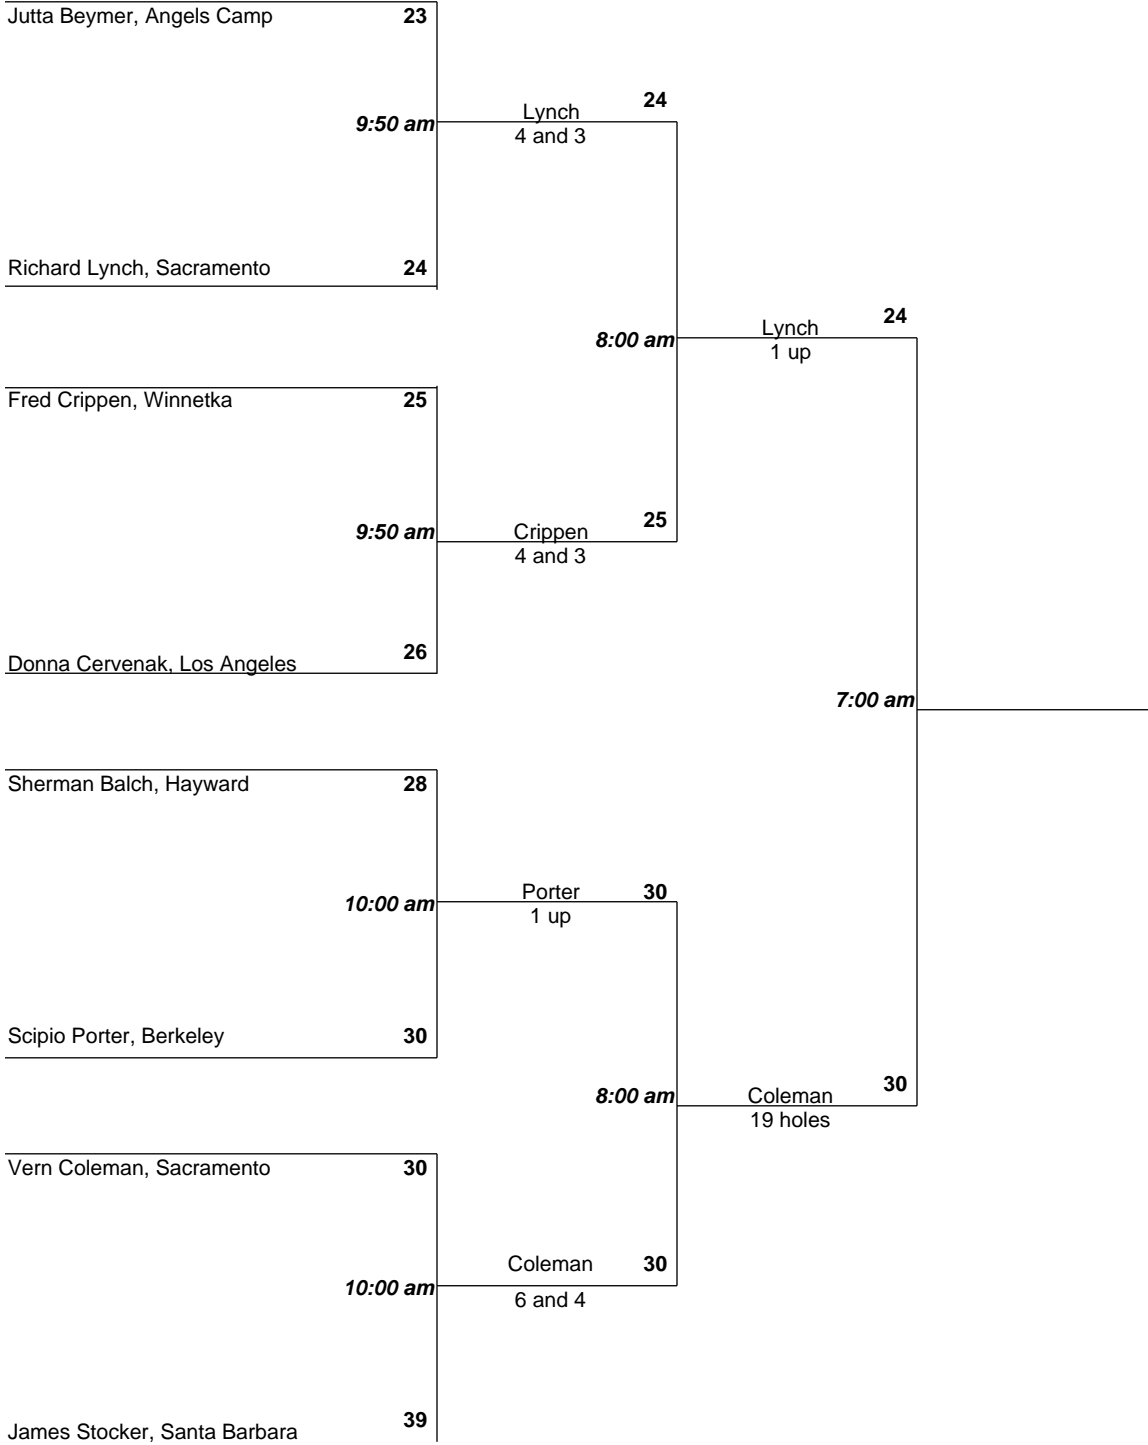 Jutta Beymer, Angels Camp 23
Lynch 24
9:50 am
4 and 3
Richard Lynch, Sacramento 24
Lynch 24
8:00 am
1 up
Fred Crippen, Winnetka 25
Crippen 25
9:50 am
4 and 3
Donna Cervenak, Los Angeles 26
7:00 am
Sherman Balch, Hayward 28
Porter 30
10:00 am
1 up
Scipio Porter, Berkeley 30
Coleman 30
8:00 am
19 holes
Vern Coleman, Sacramento 30
Coleman 30
10:00 am
6 and 4
James Stocker, Santa Barbara 39